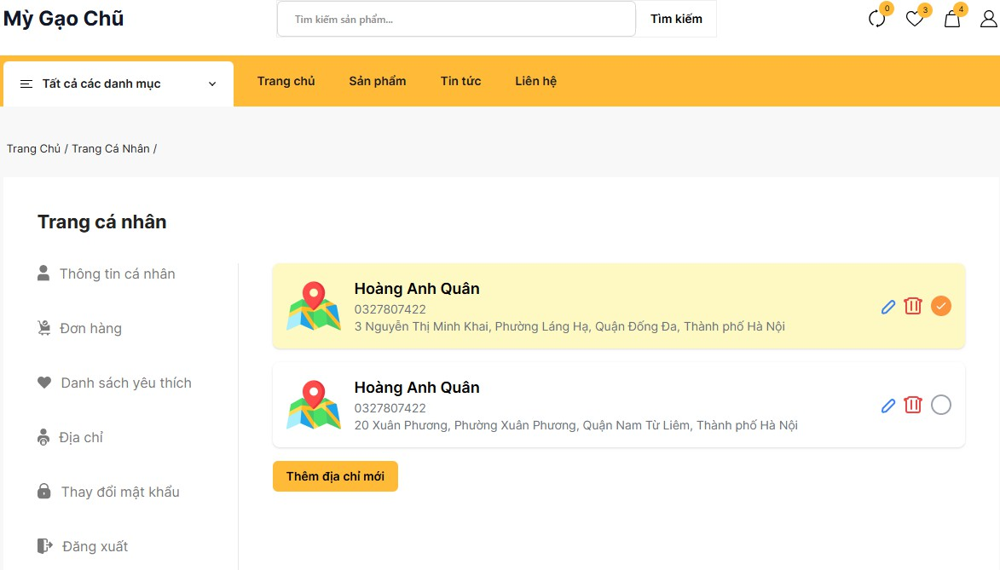 Mỳ Gạo Chũ
Tìm kiếm sản phẩm...
Tìm kiếm
0
3
4
Tất cả các danh mục
Trang chủ
Sản phẩm
Tin tức
Liên hệ
Trang Chủ / Trang Cá Nhân /
Trang cá nhân
Thông tin cá nhân
Đơn hàng
Danh sách yêu thích
Địa chỉ
Thay đổi mật khẩu
Đăng xuất
Hoàng Anh Quân
0327807422
3 Nguyễn Thị Minh Khai, Phường Láng Hạ, Quận Đống Đa, Thành phố Hà Nội
Hoàng Anh Quân
0327807422
20 Xuân Phương, Phường Xuân Phương, Quận Nam Từ Liêm, Thành phố Hà Nội
Thêm địa chỉ mới